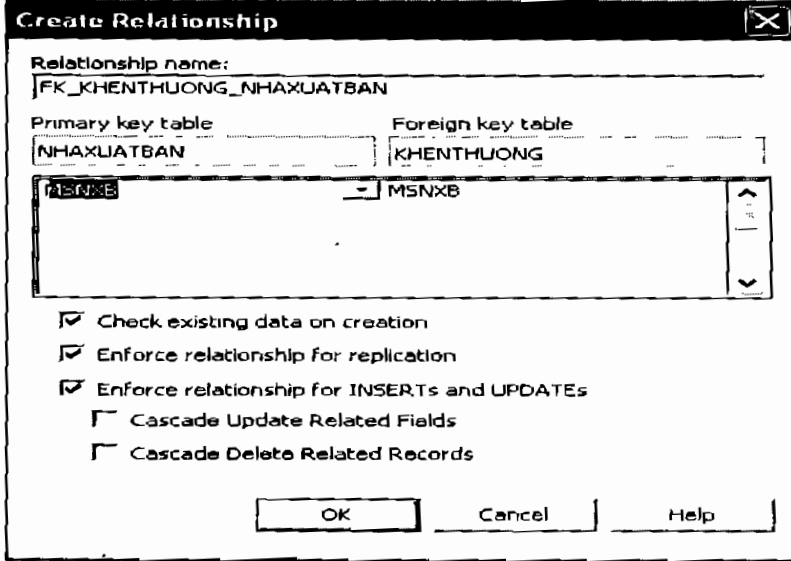 Create Relationship
Relationship name:
FK_KHENTHUONG_NHAXUATBAN
Primary key table Foreign key table
NHAXUATBAN KHENTHUONG
MSNXB MSNXB
Check existing data on creation
Enforce relationship for replication
Enforce relationship for INSERTs and UPDATEs
Cascade Update Related Fields
Cascade Delete Related Records
OK Cancel Help